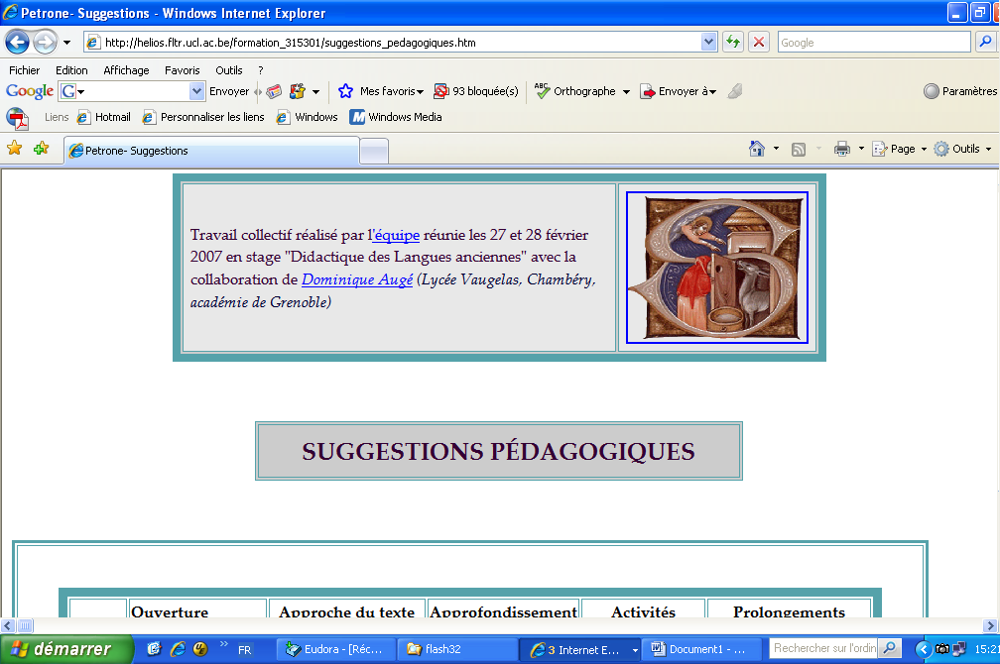 Petrone- Suggestions - Windows Internet Explorer
http://helios.fltr.ucl.ac.be/formation_315301/suggestions_pedagogiques.htm
Google
Fichier Edition Affichage Favoris Outils ?
Google G Envoyer Mes favoris 93 bloquée(s) ABC Orthographe Envoyer à Paramètres
Liens Hotmail Personnaliser les liens Windows Windows Media
Petrone- Suggestions Page Outils
Travail collectif réalisé par l'équipe réunie les 27 et 28 février
2007 en stage "Didactique des Langues anciennes" avec la
collaboration de Dominique Augé (Lycée Vaugelas, Chambéry,
académie de Grenoble)
SUGGESTIONS PÉDAGOGIQUES
Ouverture Approche du texte Approfondissement Activités Prolongements
démarrer FR Eudora - [Réc... flash32 3 Internet E... Document1 - ... Rechercher sur l'ordin 15:2